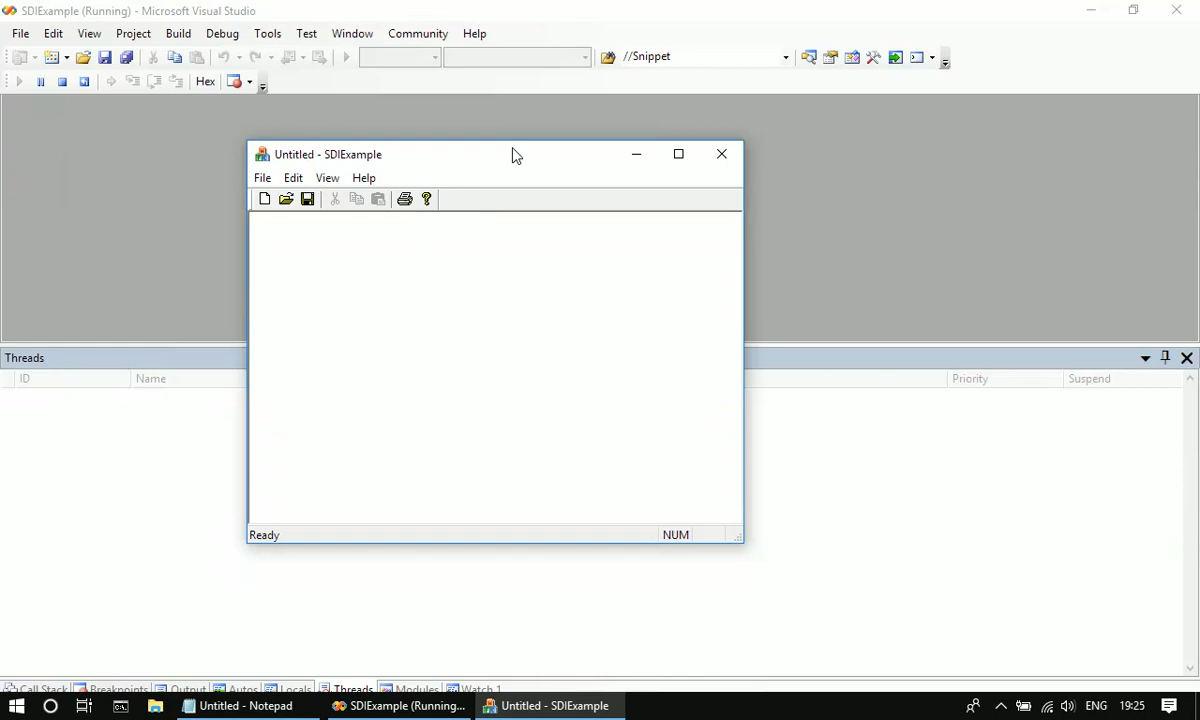 SDIExample (Running) - Microsoft Visual Studio
File Edit View Project Build Debug Tools Test Window Community Help
//Snippet
Hex
Untitled - SDIExample
File Edit View Help
Ready NUM
Threads
ID Name Priority Suspend
Call Stack Breakpoints Output Autos Locals Threads Modules Watch 1
Untitled - Notepad SDIExample (Running... Untitled - SDIExample ENG 19:25